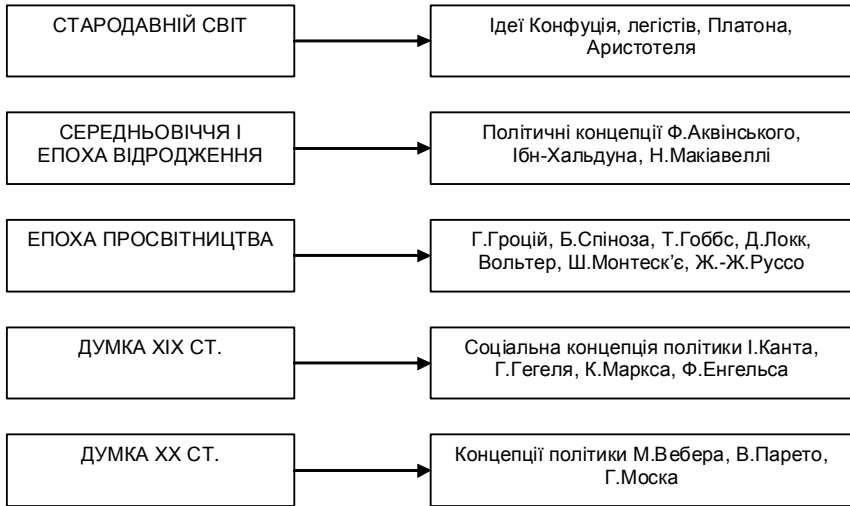 СТАРОДАВНІЙ СВІТ
Ідеї Конфуція, легістів, Платона,
Аристотеля
СЕРЕДНЬОВІЧЧЯ І
ЕПОХА ВІДРОДЖЕННЯ
Політичні концепції Ф.Аквінського,
Ібн-Хальдуна, Н.Макіавеллі
ЕПОХА ПРОСВІТНИЦТВА
Г.Гроцій, Б.Спіноза, Т.Гоббс, Д.Локк,
Вольтер, Ш.Монтеск’є, Ж.-Ж.Руссо
ДУМКА XIX СТ.
Соціальна концепція політики І.Канта,
Г.Гегеля, К.Маркса, Ф.Енгельса
ДУМКА XX СТ.
Концепції політики М.Вебера, В.Парето,
Г.Моска